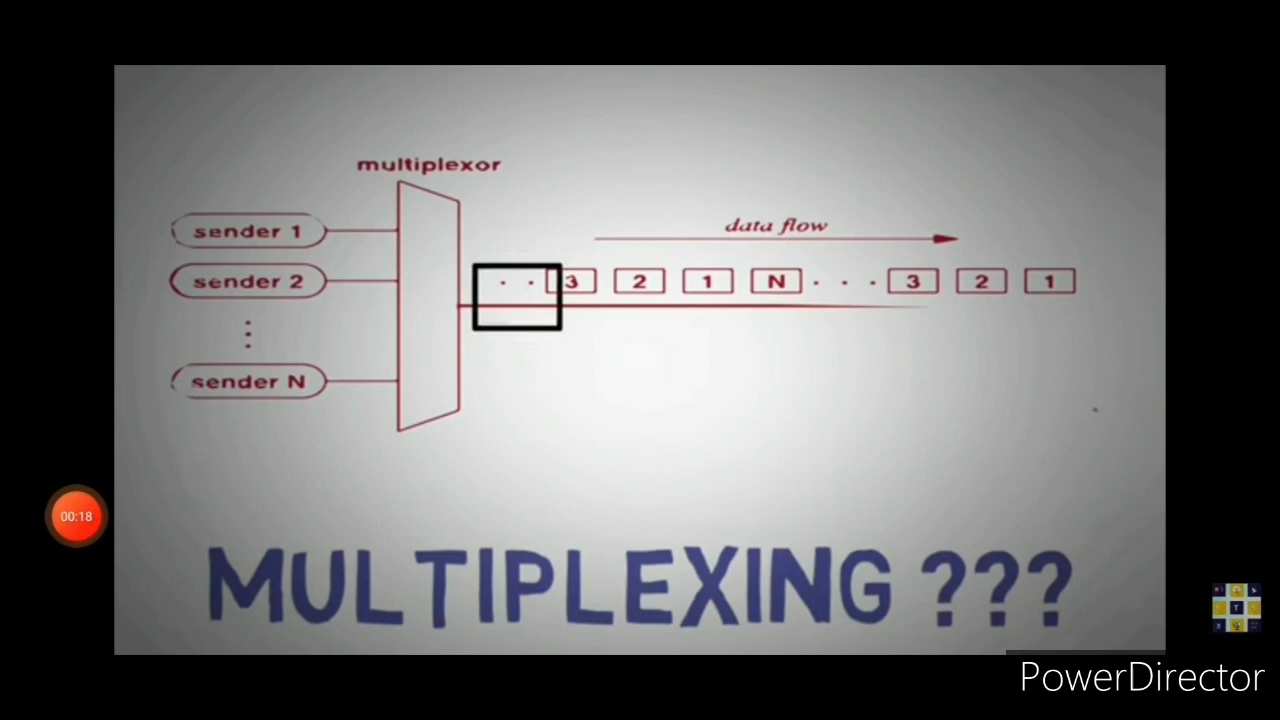 multiplexor
sender 1
data flow
sender 2
. . 3 2 1 N . . . 3 2 1
sender N
00:18
MULTIPLEXING ???
PowerDirector